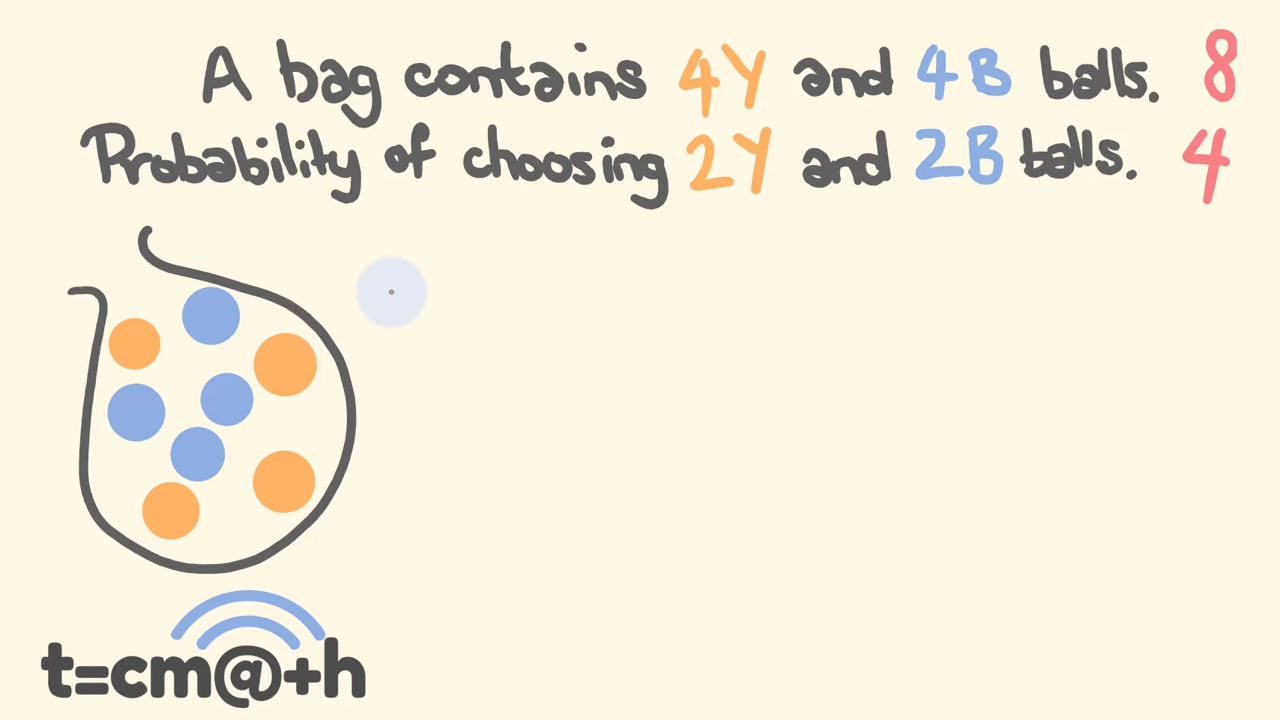 A bag contains 4Y and 4B balls. 8
Probability of choosing 2Y and 2B balls. 4
t=cm@+h